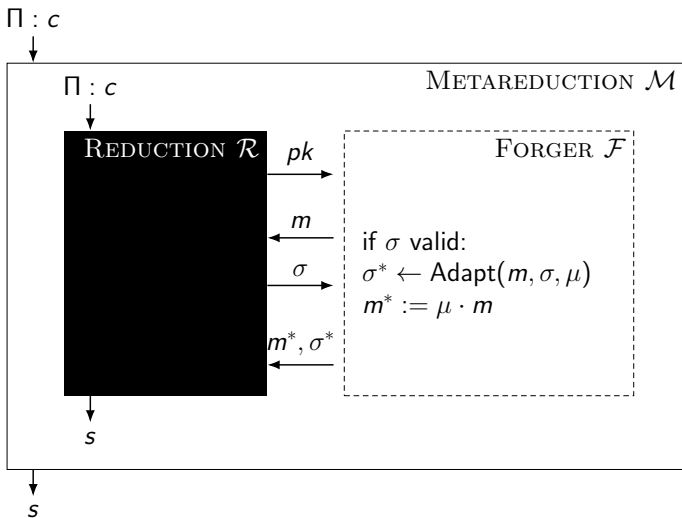 Π : c
METAREDUCTION ℳ
Π : c
REDUCTION ℛ
FORGER ℱ
pk
m
if σ valid:
σ* ← Adapt(m, σ, μ)
σ
m* := μ · m
m*, σ*
s
s